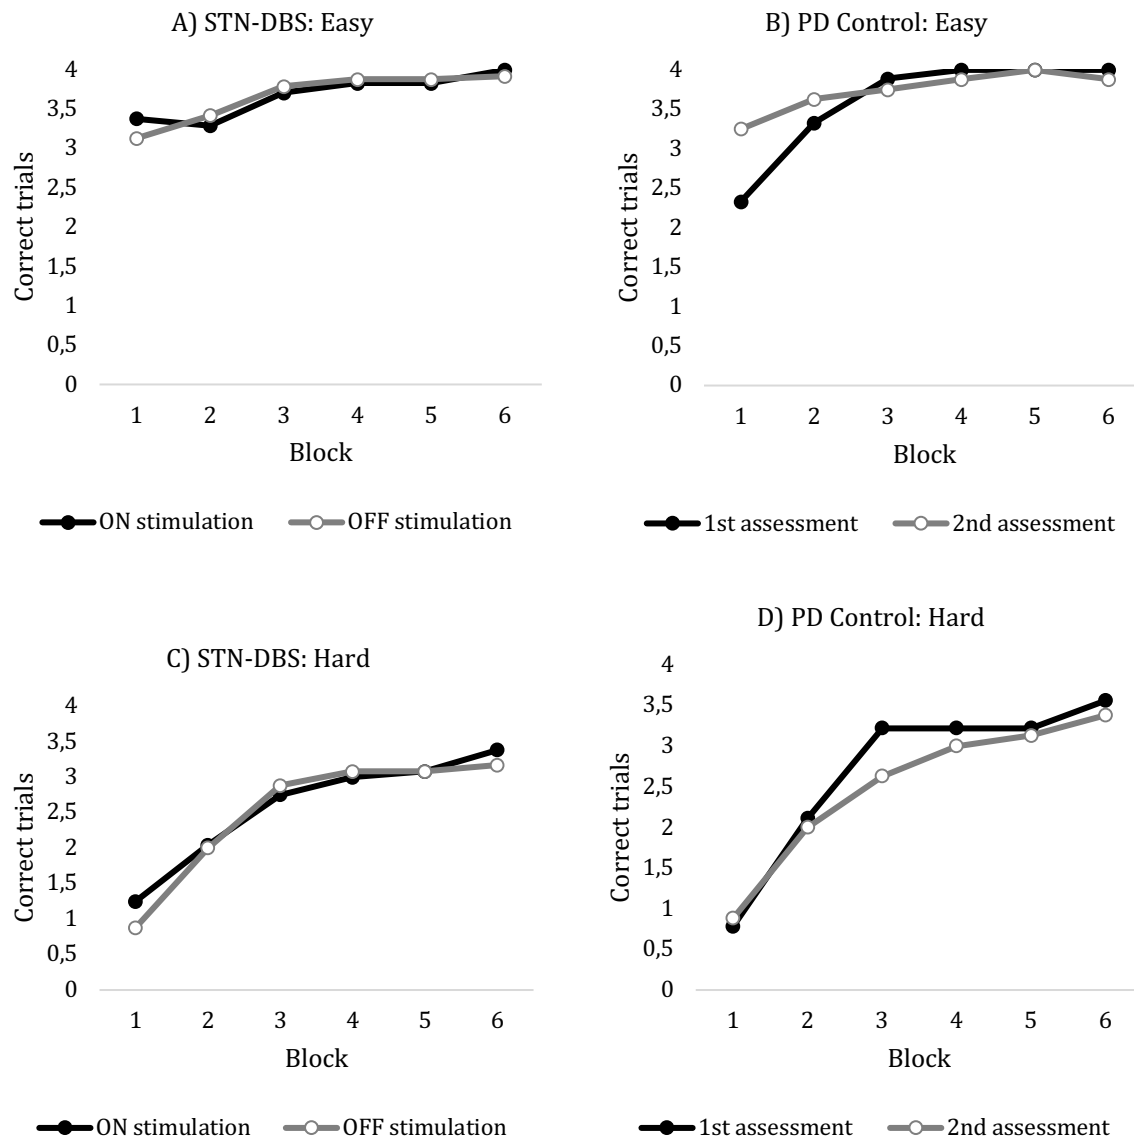 A) STN-DBS: Easy
4
3,5
3
2,5
2
1,5
1
0,5
0
Correct trials
1 2 3 4 5 6
Block
ON stimulation OFF stimulation
B) PD Control: Easy
4
3,5
3
2,5
2
1,5
1
0,5
0
Correct trials
1 2 3 4 5 6
Block
1st assessment 2nd assessment
C) STN-DBS: Hard
4
3,5
3
2,5
2
1,5
1
0,5
0
Correct trials
1 2 3 4 5 6
Block
ON stimulation OFF stimulation
D) PD Control: Hard
4
3,5
3
2,5
2
1,5
1
0,5
0
Correct trials
1 2 3 4 5 6
Block
1st assessment 2nd assessment